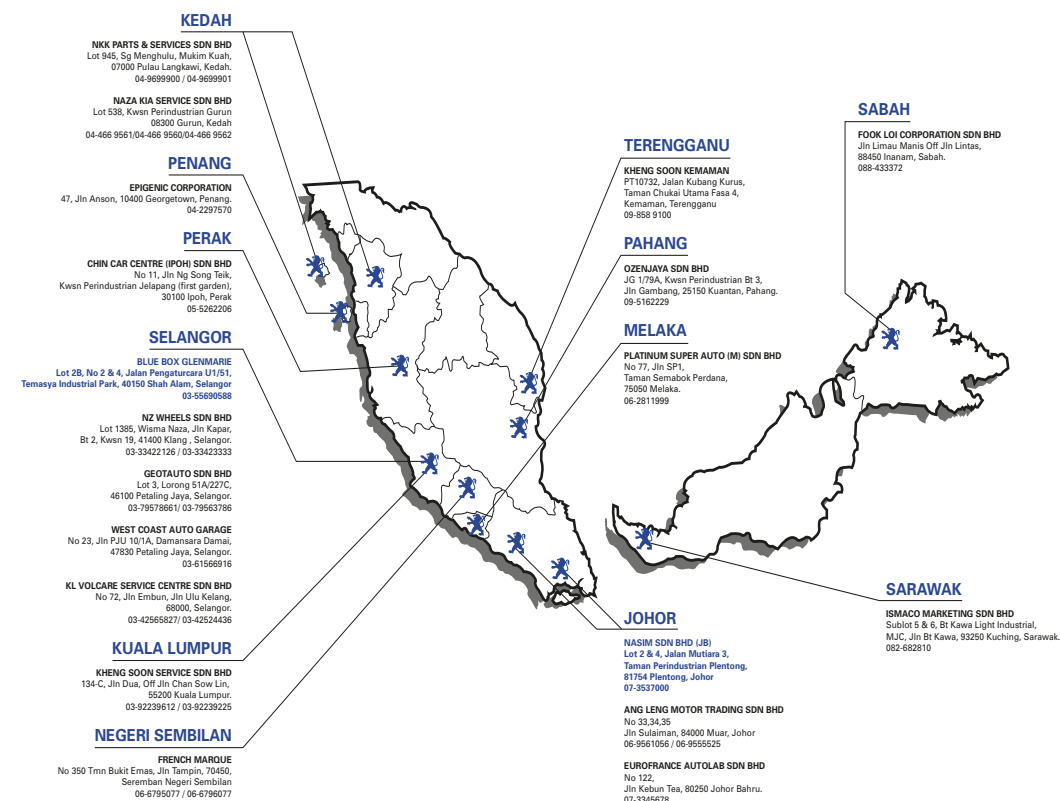 KEDAH
NKK PARTS & SERVICES SDN BHD
Lot 945, Sg Menghulu, Mukim Kuah,
07000 Pulau Langkawi, Kedah.
04-9699900 / 04-9699901
NAZA KIA SERVICE SDN BHD
Lot 538, Kwsn Perindustrian Gurun
08300 Gurun, Kedah
04-466 9561/04-466 9560/04-466 9562
PENANG
EPIGENIC CORPORATION
47, Jln Anson, 10400 Georgetown, Penang.
04-2297570
PERAK
CHIN CAR CENTRE (IPOH) SDN BHD
No 11, Jln Ng Song Teik,
Kwsn Perindustrian Jelapang (first garden),
30100 Ipoh, Perak
05-5262206
SELANGOR
BLUE BOX GLENMARIE
Lot 2B, No 2 & 4, Jalan Pengaturcara U1/51,
Temasya Industrial Park, 40150 Shah Alam, Selangor
03-55690588
NZ WHEELS SDN BHD
Lot 1385, Wisma Naza, Jln Kapar,
Bt 2, Kwsn 19, 41400 Klang , Selangor.
03-33422126 / 03-33423333
GEOTAUTO SDN BHD
Lot 3, Lorong 51A/227C,
46100 Petaling Jaya, Selangor.
03-79578661/ 03-79563786
WEST COAST AUTO GARAGE
No 23, Jln PJU 10/1A, Damansara Damai,
47830 Petaling Jaya, Selangor.
03-61566916
KL VOLCARE SERVICE CENTRE SDN BHD
No 72, Jln Embun, Jln Ulu Kelang,
68000, Selangor.
03-42565827/ 03-42524436
KUALA LUMPUR
KHENG SOON SERVICE SDN BHD
134-C, Jln Dua, Off Jln Chan Sow Lin,
55200 Kuala Lumpur.
03-92239612 / 03-92239225
NEGERI SEMBILAN
FRENCH MARQUE
No 350 Tmn Bukit Emas, Jln Tampin, 70450,
Seremban Negeri Sembilan
06-6795077 / 06-6796077
TERENGGANU
KHENG SOON KEMAMAN
PT10732, Jalan Kubang Kurus,
Taman Chukai Utama Fasa 4,
Kemaman, Terengganu
09-858 9100
PAHANG
OZENJAYA SDN BHD
JG 1/79A, Kwsn Perindustrian Bt 3,
Jln Gambang, 25150 Kuantan, Pahang.
09-5162229
MELAKA
PLATINUM SUPER AUTO (M) SDN BHD
No 77, Jln SP1,
Taman Semabok Perdana,
75050 Melaka.
06-2811999
JOHOR
NASIM SDN BHD (JB)
Lot 2 & 4, Jalan Mutiara 3,
Taman Perindustrian Plentong,
81754 Plentong, Johor
07-3537000
ANG LENG MOTOR TRADING SDN BHD
No 33,34,35
Jln Sulaiman, 84000 Muar, Johor
06-9561056 / 06-9555525
EUROFRANCE AUTOLAB SDN BHD
No 122,
Jln Kebun Tea, 80250 Johor Bahru.
07-3345678
SABAH
FOOK LOI CORPORATION SDN BHD
Jln Limau Manis Off Jln Lintas,
88450 Inanam, Sabah.
088-433372
SARAWAK
ISMACO MARKETING SDN BHD
Sublot 5 & 6, Bt Kawa Light Industrial,
MJC, Jln Bt Kawa, 93250 Kuching, Sarawak.
082-682810